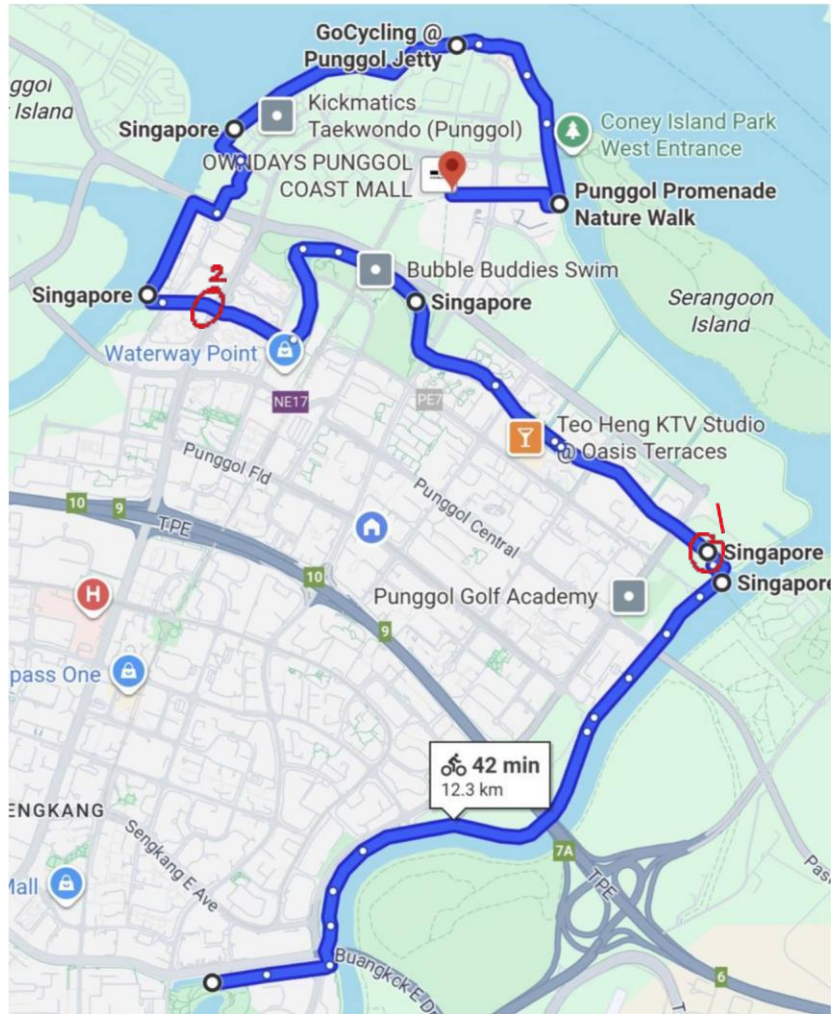 GoCycling @
Punggol Jetty
ggol
Island
Kickmatics
Taekwondo (Punggol)
Singapore
Coney Island Park
West Entrance
OWNDAYS PUNGGOL
COAST MALL
Punggol Promenade
Nature Walk
2
Bubble Buddies Swim
Singapore
Singapore
Serangoon
Island
Waterway Point
NE17
PE7
Teo Heng KTV Studio
@ Oasis Terraces
Punggol Fld
Punggol Central
10
9
TPE
1
Singapore
10
Singapore
H
Punggol Golf Academy
9
pass One
42 min
12.3 km
ENGKANG
Sengkang E Ave
7A
TPE
Pas
Mall
Buangkok E Dr
6
T